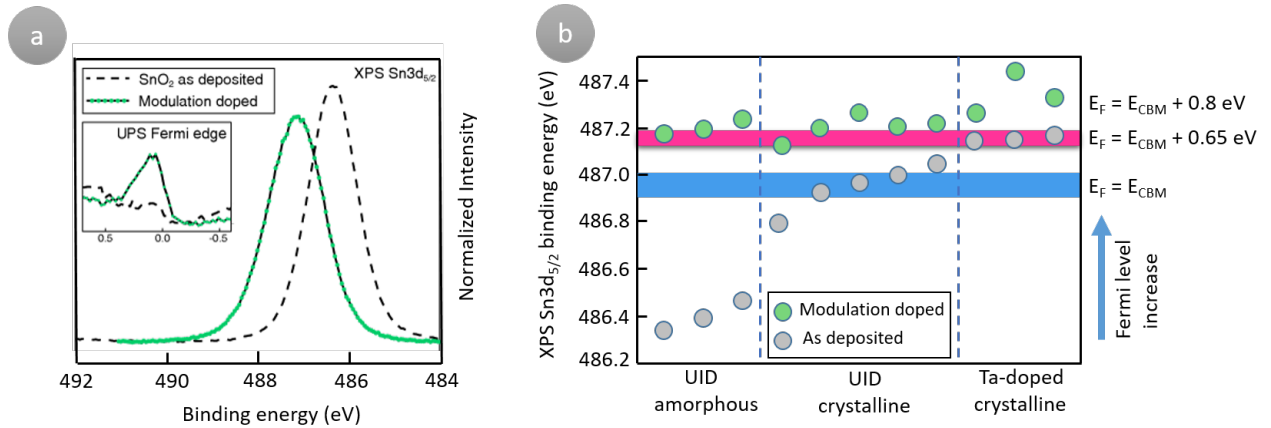 a
XPS Sn3d5/2
SnO2 as deposited
Modulation doped
UPS Fermi edge
0.5 0.0 -0.5
Normalized Intensity
492 490 488 486 484
Binding energy (eV)
b
XPS Sn3d5/2 binding energy (eV)
487.4
487.2
487.0
486.8
486.6
486.4
486.2
Modulation doped
As deposited
UID
amorphous
UID
crystalline
Ta-doped
crystalline
EF = ECBM + 0.8 eV
EF = ECBM + 0.65 eV
EF = ECBM
Fermi level
increase